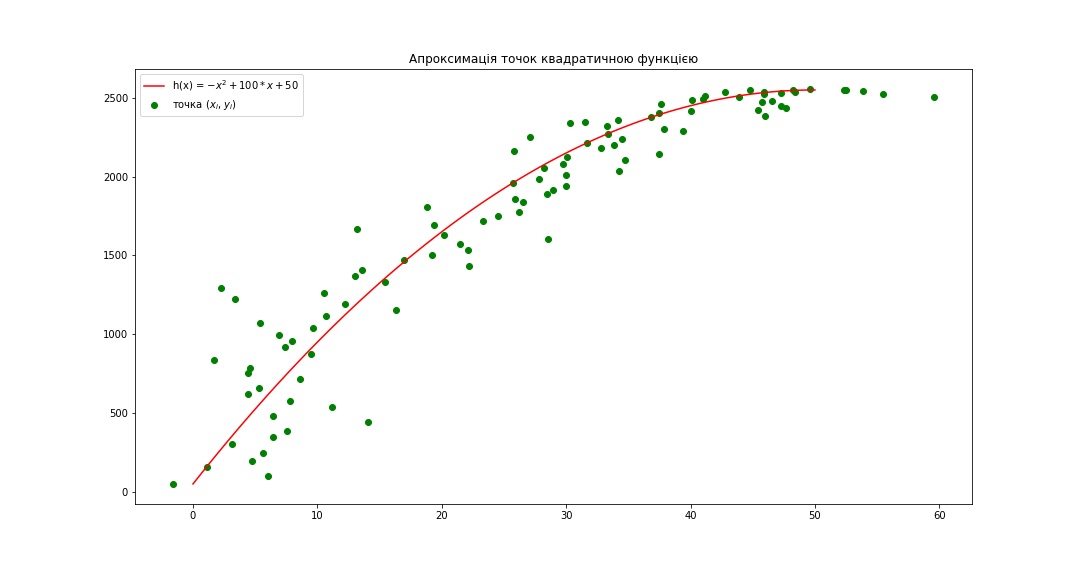 Апроксимація точок квадратичною функцією
h(x) = −x² + 100 * x + 50
точка (xᵢ, yᵢ)
2500
2000
1500
1000
500
0
0 10 20 30 40 50 60